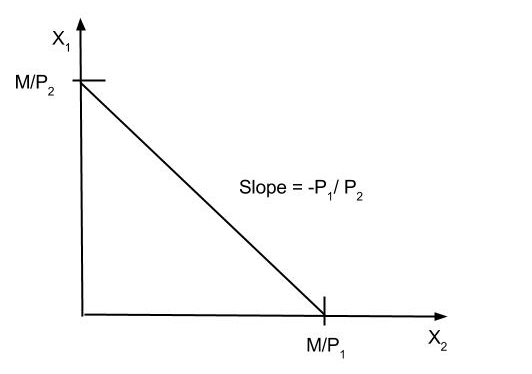 X₁
M/P₂
Slope = -P₁/ P₂
M/P₁
X₂